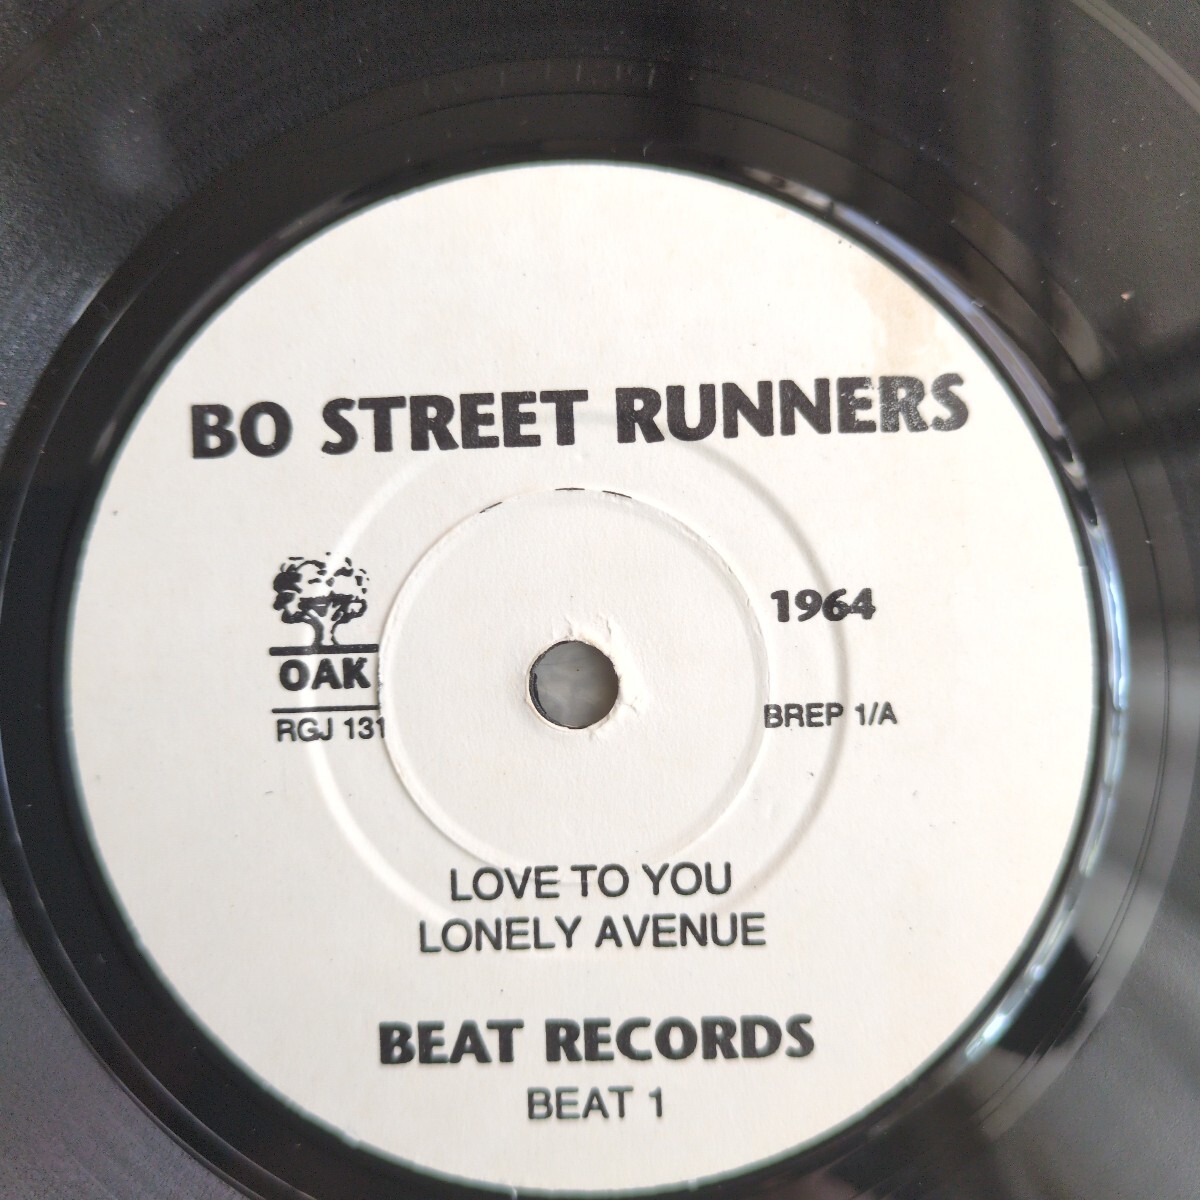 BO STREET RUNNERS
OAK
RGJ 131
1964
BREP 1/A
LOVE TO YOU
LONELY AVENUE
BEAT RECORDS
BEAT 1